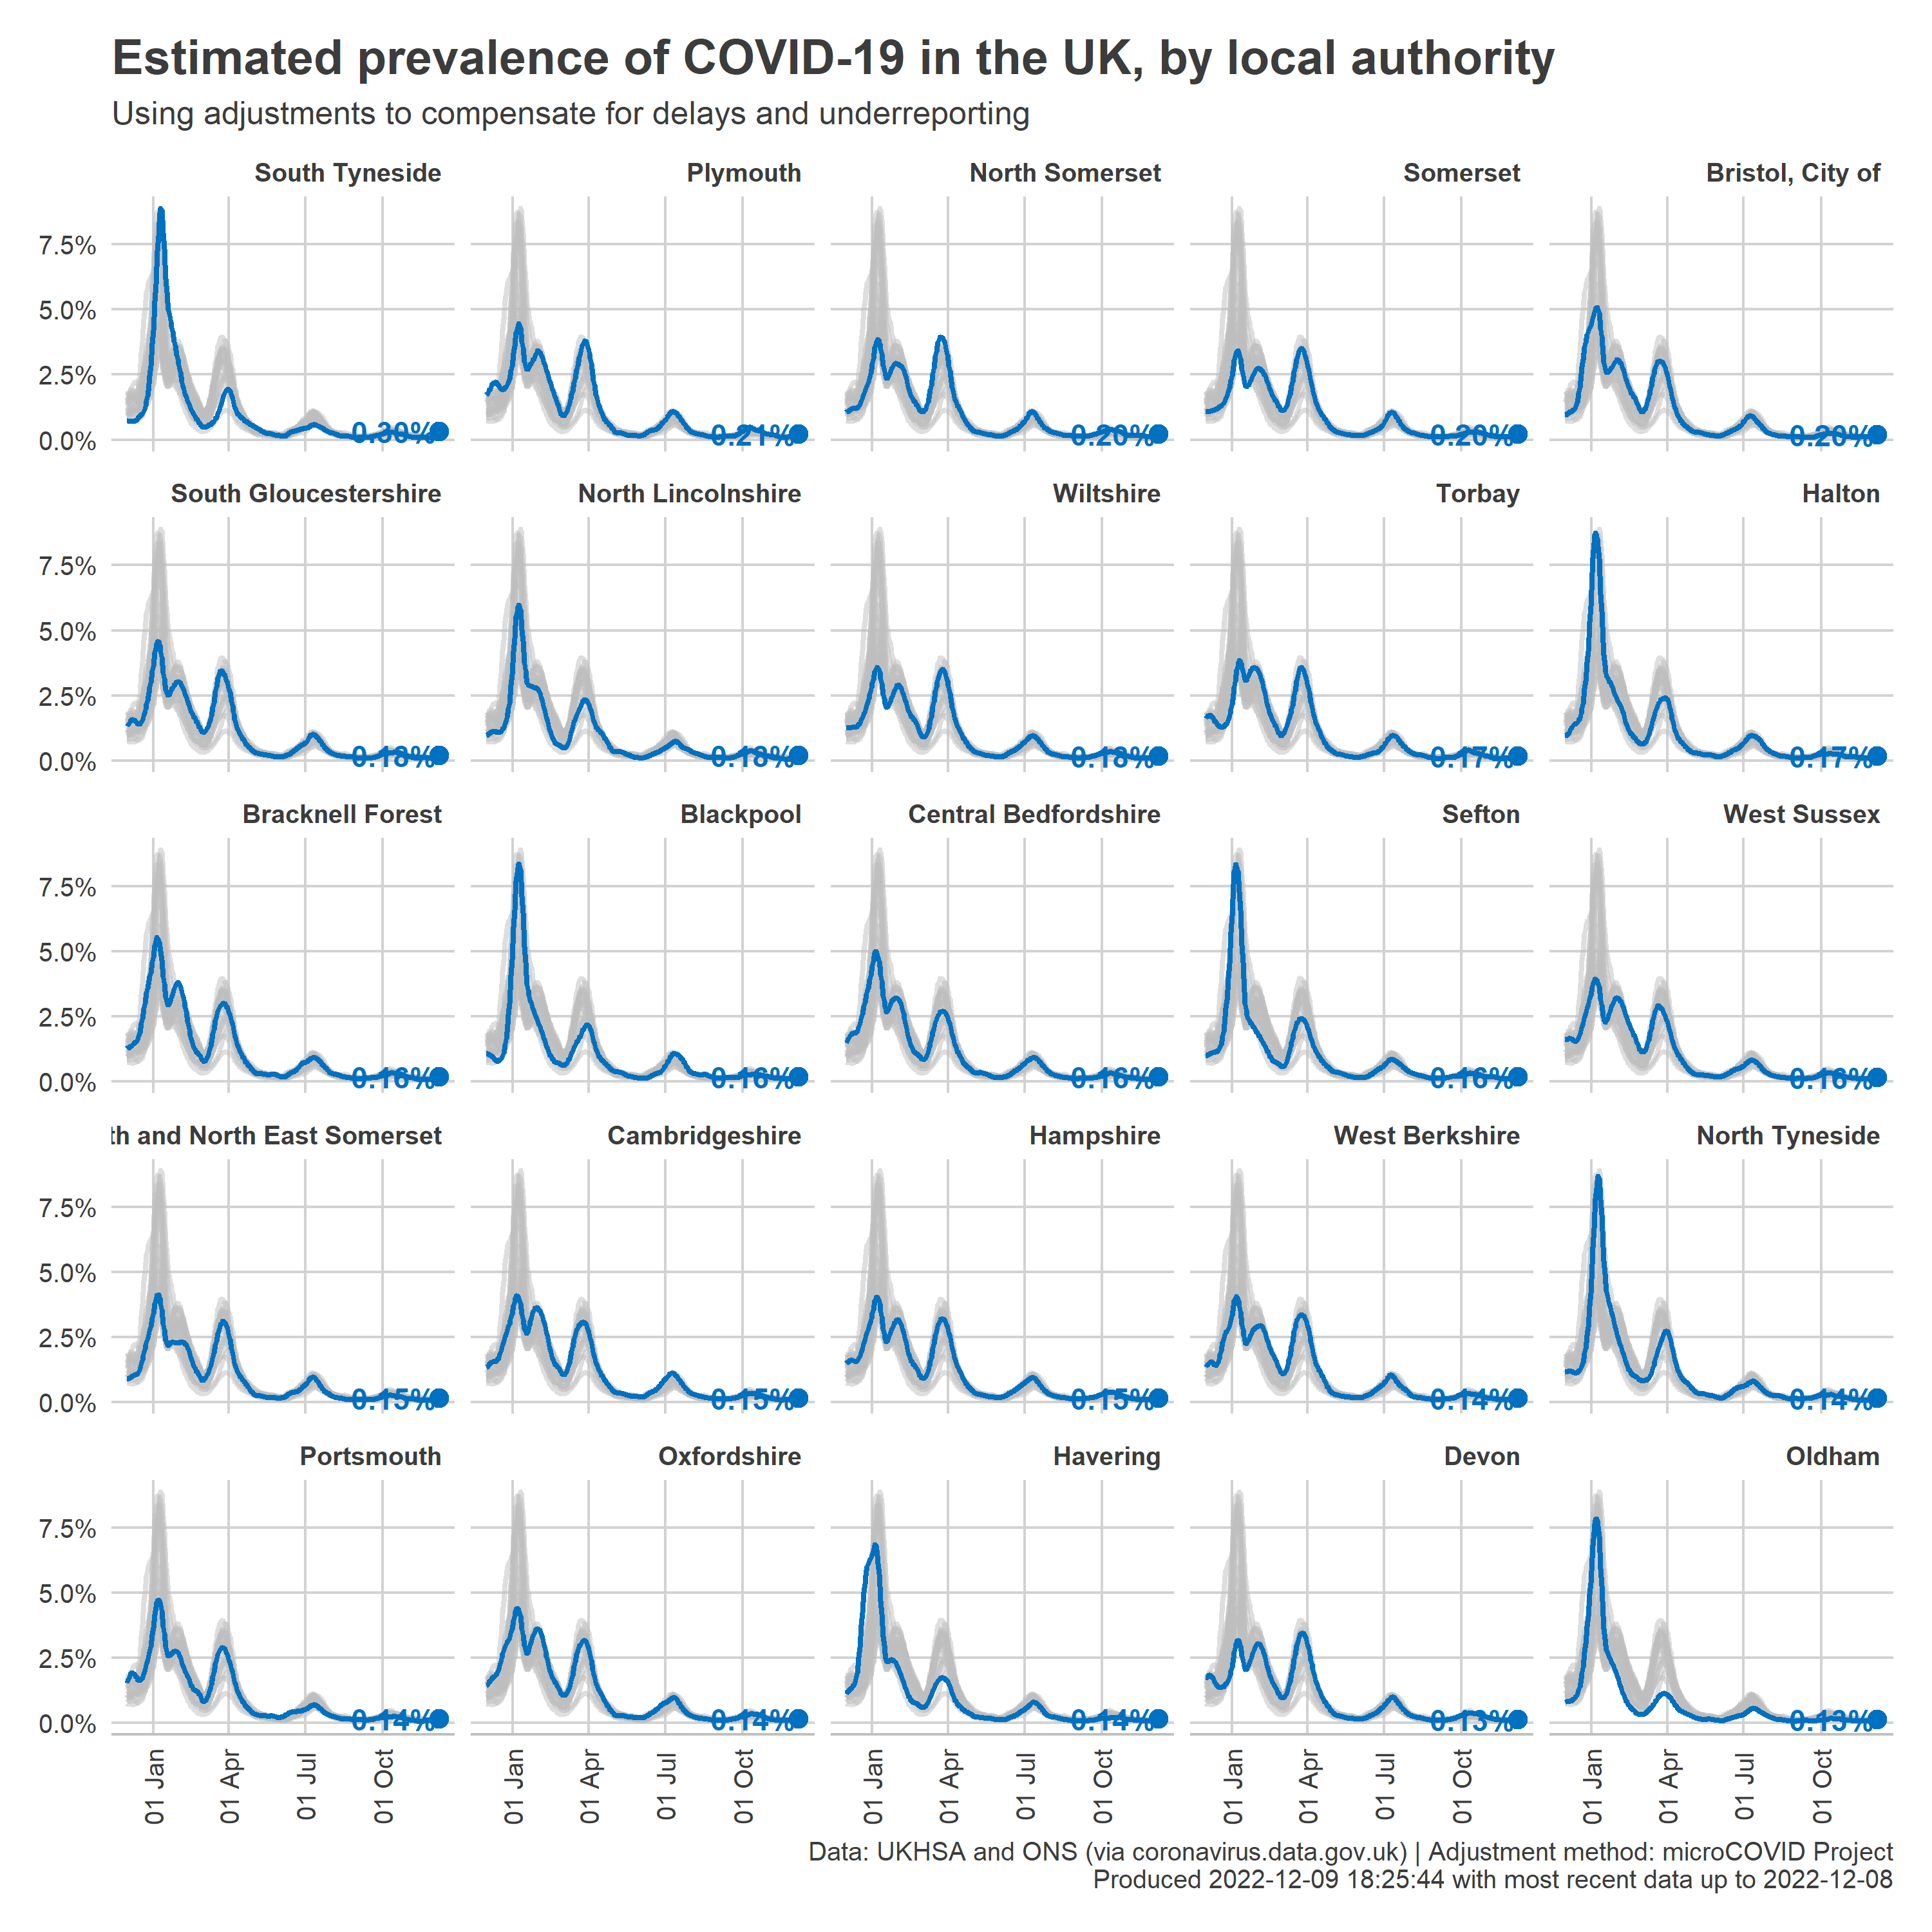 Estimated prevalence of COVID-19 in the UK, by local authority
Using adjustments to compensate for delays and underreporting
South Tyneside
Plymouth
North Somerset
Somerset
Bristol, City of
7.5%
5.0%
2.5%
0.0%
0.30%
0.21%
0.20%
0.20%
0.20%
South Gloucestershire
North Lincolnshire
Wiltshire
Torbay
Halton
7.5%
5.0%
2.5%
0.0%
0.18%
0.18%
0.18%
0.17%
0.17%
Bracknell Forest
Blackpool
Central Bedfordshire
Sefton
West Sussex
7.5%
5.0%
2.5%
0.0%
0.16%
0.16%
0.16%
0.16%
0.16%
th and North East Somerset
Cambridgeshire
Hampshire
West Berkshire
North Tyneside
7.5%
5.0%
2.5%
0.0%
0.15%
0.15%
0.15%
0.14%
0.14%
Portsmouth
Oxfordshire
Havering
Devon
Oldham
7.5%
5.0%
2.5%
0.0%
0.14%
0.14%
0.14%
0.13%
0.13%
01 Jan
01 Apr
01 Jul
01 Oct
01 Jan
01 Apr
01 Jul
01 Oct
01 Jan
01 Apr
01 Jul
01 Oct
01 Jan
01 Apr
01 Jul
01 Oct
01 Jan
01 Apr
01 Jul
01 Oct
Data: UKHSA and ONS (via coronavirus.data.gov.uk) | Adjustment method: microCOVID Project
Produced 2022-12-09 18:25:44 with most recent data up to 2022-12-08